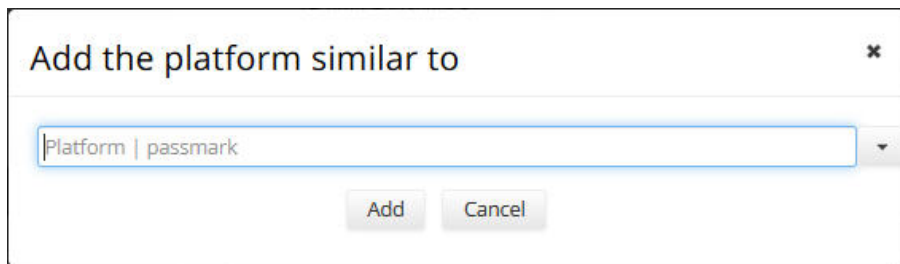 Add the platform similar to
Platform | passmark
Add
Cancel